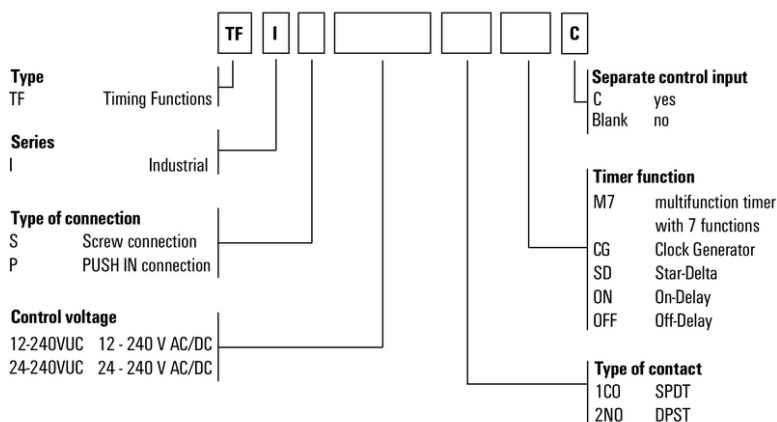 TF I C
Type
TF Timing Functions
Series
I Industrial
Type of connection
S Screw connection
P PUSH IN connection
Control voltage
12-240VUC 12 - 240 V AC/DC
24-240VUC 24 - 240 V AC/DC
Separate control input
C yes
Blank no
Timer function
M7 multifunction timer
with 7 functions
CG Clock Generator
SD Star-Delta
ON On-Delay
OFF Off-Delay
Type of contact
1CO SPDT
2NO DPST